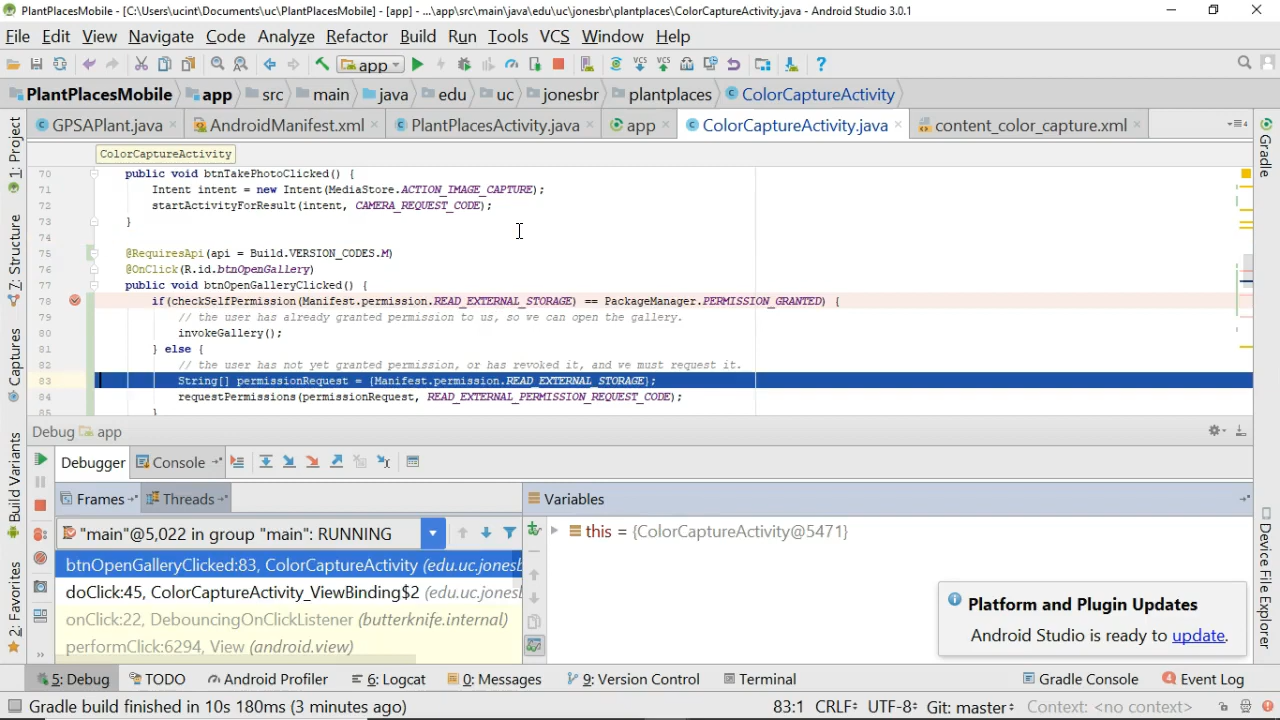 PlantPlacesMobile - [C:\Users\ucint\Documents\uc\PlantPlacesMobile] - [app] - ...\app\src\main\java\edu\uc\jonesbr\plantplaces\ColorCaptureActivity.java - Android Studio 3.0.1
File Edit View Navigate Code Analyze Refactor Build Run Tools VCS Window Help
app
PlantPlacesMobile app src main java edu uc jonesbr plantplaces ColorCaptureActivity
GPSAPlant.java AndroidManifest.xml PlantPlacesActivity.java app ColorCaptureActivity.java content_color_capture.xml
ColorCaptureActivity
70 public void btnTakePhotoClicked() {
71 Intent intent = new Intent(MediaStore.ACTION_IMAGE_CAPTURE);
72 startActivityForResult(intent, CAMERA_REQUEST_CODE);
73 }
74
75 @RequiresApi(api = Build.VERSION_CODES.M)
76 @OnClick(R.id.btnOpenGallery)
77 public void btnOpenGalleryClicked() {
78 if(checkSelfPermission(Manifest.permission.READ_EXTERNAL_STORAGE) == PackageManager.PERMISSION_GRANTED) {
79 // the user has already granted permission to us, so we can open the gallery.
80 invokeGallery();
81 } else {
82 // the user has not yet granted permission, or has revoked it, and we must request it.
83 String[] permissionRequest = {Manifest.permission.READ_EXTERNAL_STORAGE};
84 requestPermissions(permissionRequest, READ_EXTERNAL_PERMISSION_REQUEST_CODE);
85 }
1: Project
7: Structure
Captures
Build Variants
2: Favorites
Gradle
Device File Explorer
Debug app
Debugger Console
Frames Threads Variables
"main"@5,022 in group "main": RUNNING
this = {ColorCaptureActivity@5471}
btnOpenGalleryClicked:83, ColorCaptureActivity (edu.uc.jonesb
doClick:45, ColorCaptureActivity_ViewBinding$2 (edu.uc.jonesb
onClick:22, DebouncingOnClickListener (butterknife.internal)
performClick:6294, View (android.view)
Platform and Plugin Updates
Android Studio is ready to update.
5: Debug TODO Android Profiler 6: Logcat 0: Messages 9: Version Control Terminal Gradle Console 4 Event Log
Gradle build finished in 10s 180ms (3 minutes ago) 83:1 CRLF UTF-8 Git: master Context: <no context>